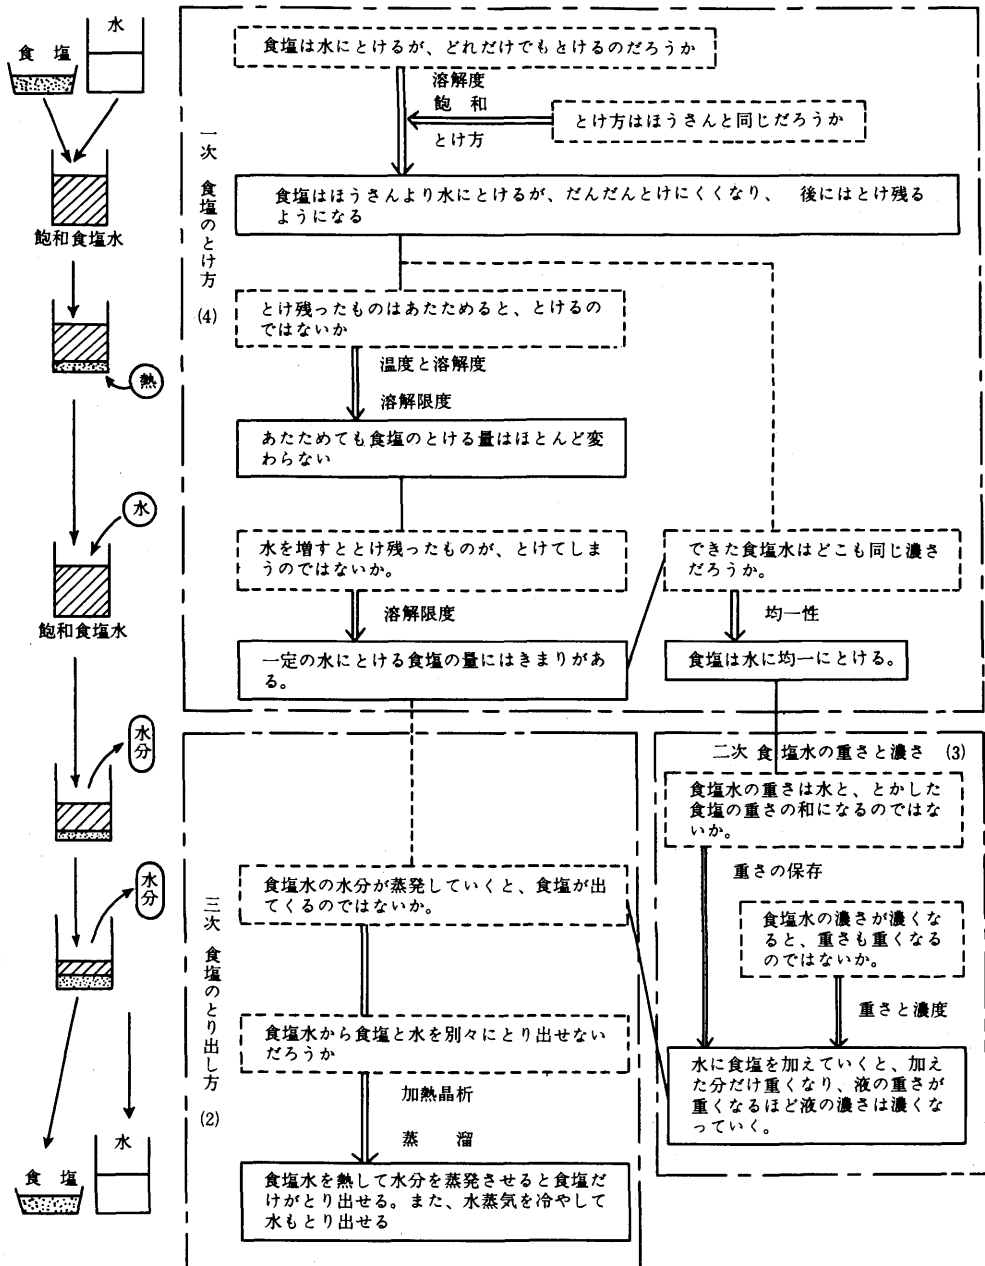 水
食 塩
飽和食塩水
熱
水
飽和食塩水
水分
水分
水
食 塩
一次 食塩のとけ方 (4)
食塩は水にとけるが、どれだけでもとけるのだろうか
溶解度
飽 和
とけ方
とけ方はほうさんと同じだろうか
食塩はほうさんより水にとけるが、だんだんとけにくくなり、 後にはとけ残る
ようになる
とけ残ったものはあたためると、とけるの
ではないか
温度と溶解度
溶解限度
あたためても食塩のとける量はほとんど変
わらない
水を増すととけ残ったものが、とけてしま
うのではないか。
溶解限度
一定の水にとける食塩の量にはきまりがあ
る。
できた食塩水はどこも同じ濃さ
だろうか。
均一性
食塩は水に均一にとける。
二次 食塩水の重さと濃さ (3)
食塩水の重さは水と、とかした
食塩の重さの和になるのではな
いか。
重さの保存
食塩水の濃さが濃くな
ると、重さも重くなる
のではないか。
重さと濃度
水に食塩を加えていくと、加え
た分だけ重くなり、液の重さが
重くなるほど液の濃さは濃くな
っていく。
三次 食塩のとり出し方 (2)
食塩水の水分が蒸発していくと、食塩が出
てくるのではないか。
食塩水から食塩と水を別々にとり出せない
だろうか
加熱晶析
蒸 溜
食塩水を熱して水分を蒸発させると食塩だ
けがとり出せる。また、水蒸気を冷やして
水もとり出せる